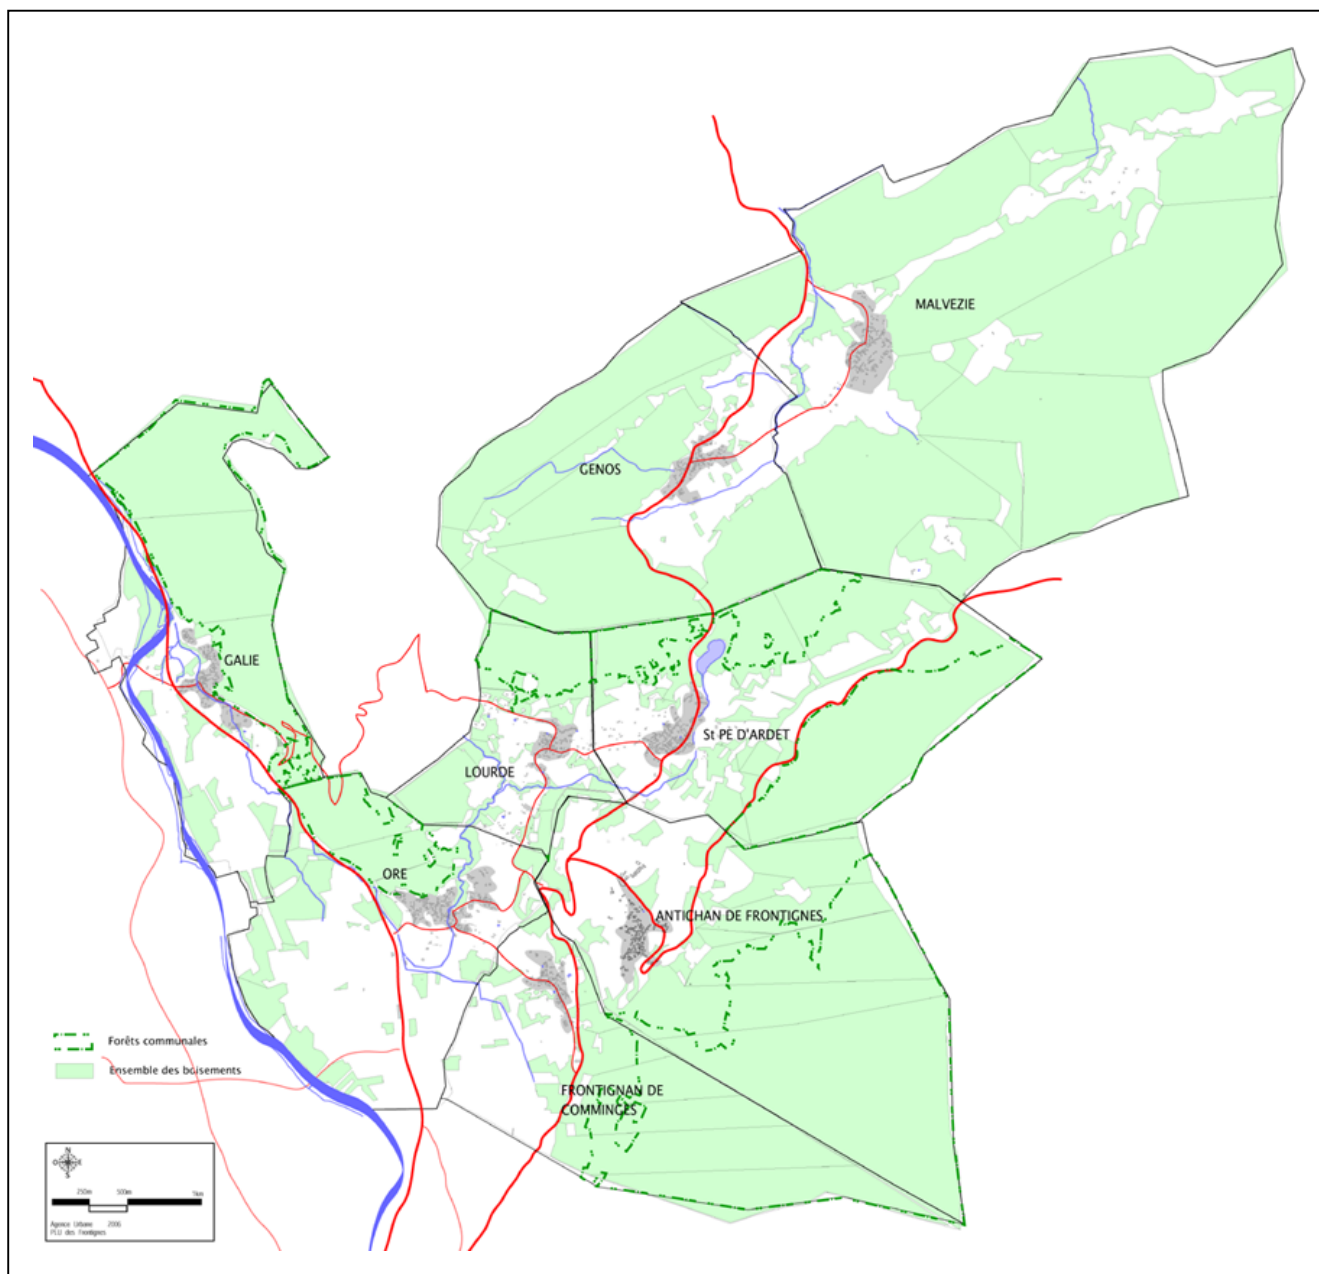 MALVEZIE
GENOS
GALIE
St PE D'ARDET
LOURDE
ORE
ANTICHAN DE FRONTIGNES
Forêts communales
Ensemble des boisements
FRONTIGNAN DE
COMMINGES
N
O E
S
250m 500m 1km
Agence Urbane 2006
PLU des Frontignes